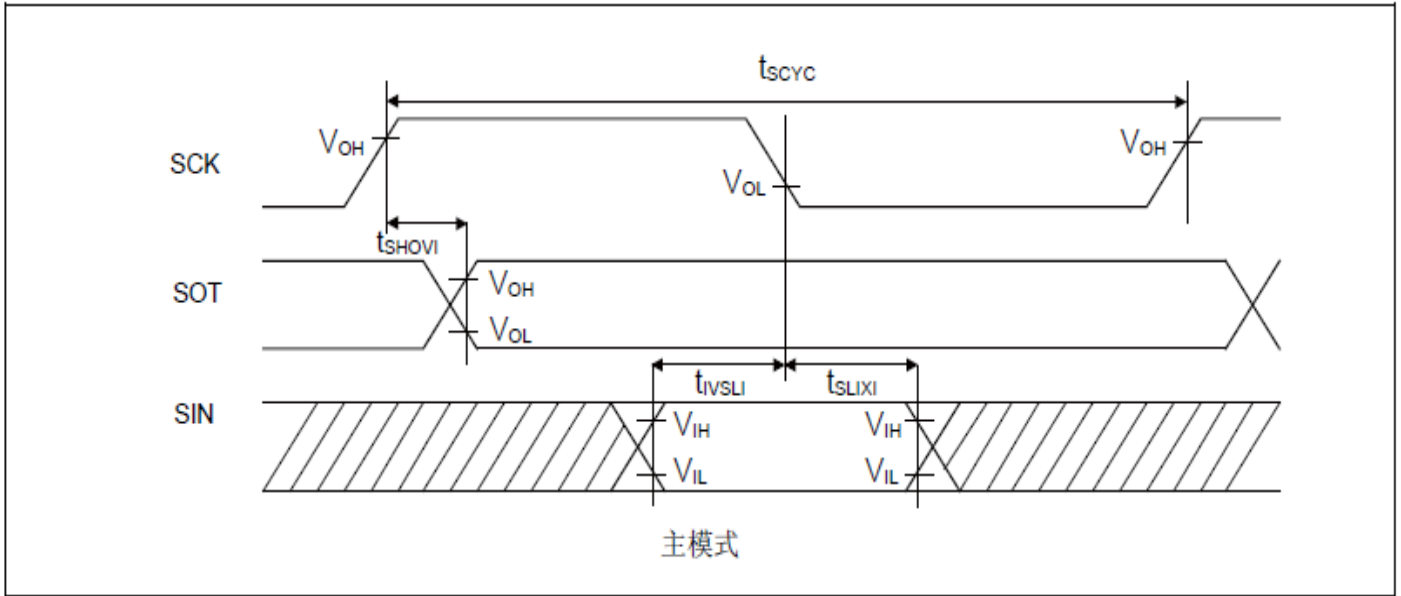 tSCYC
SCK
VOH
VOL
VOH
tSHOVI
SOT
VOH
VOL
tIVSLI
tSLIXI
SIN
VIH
VIH
VIL
VIL
主模式